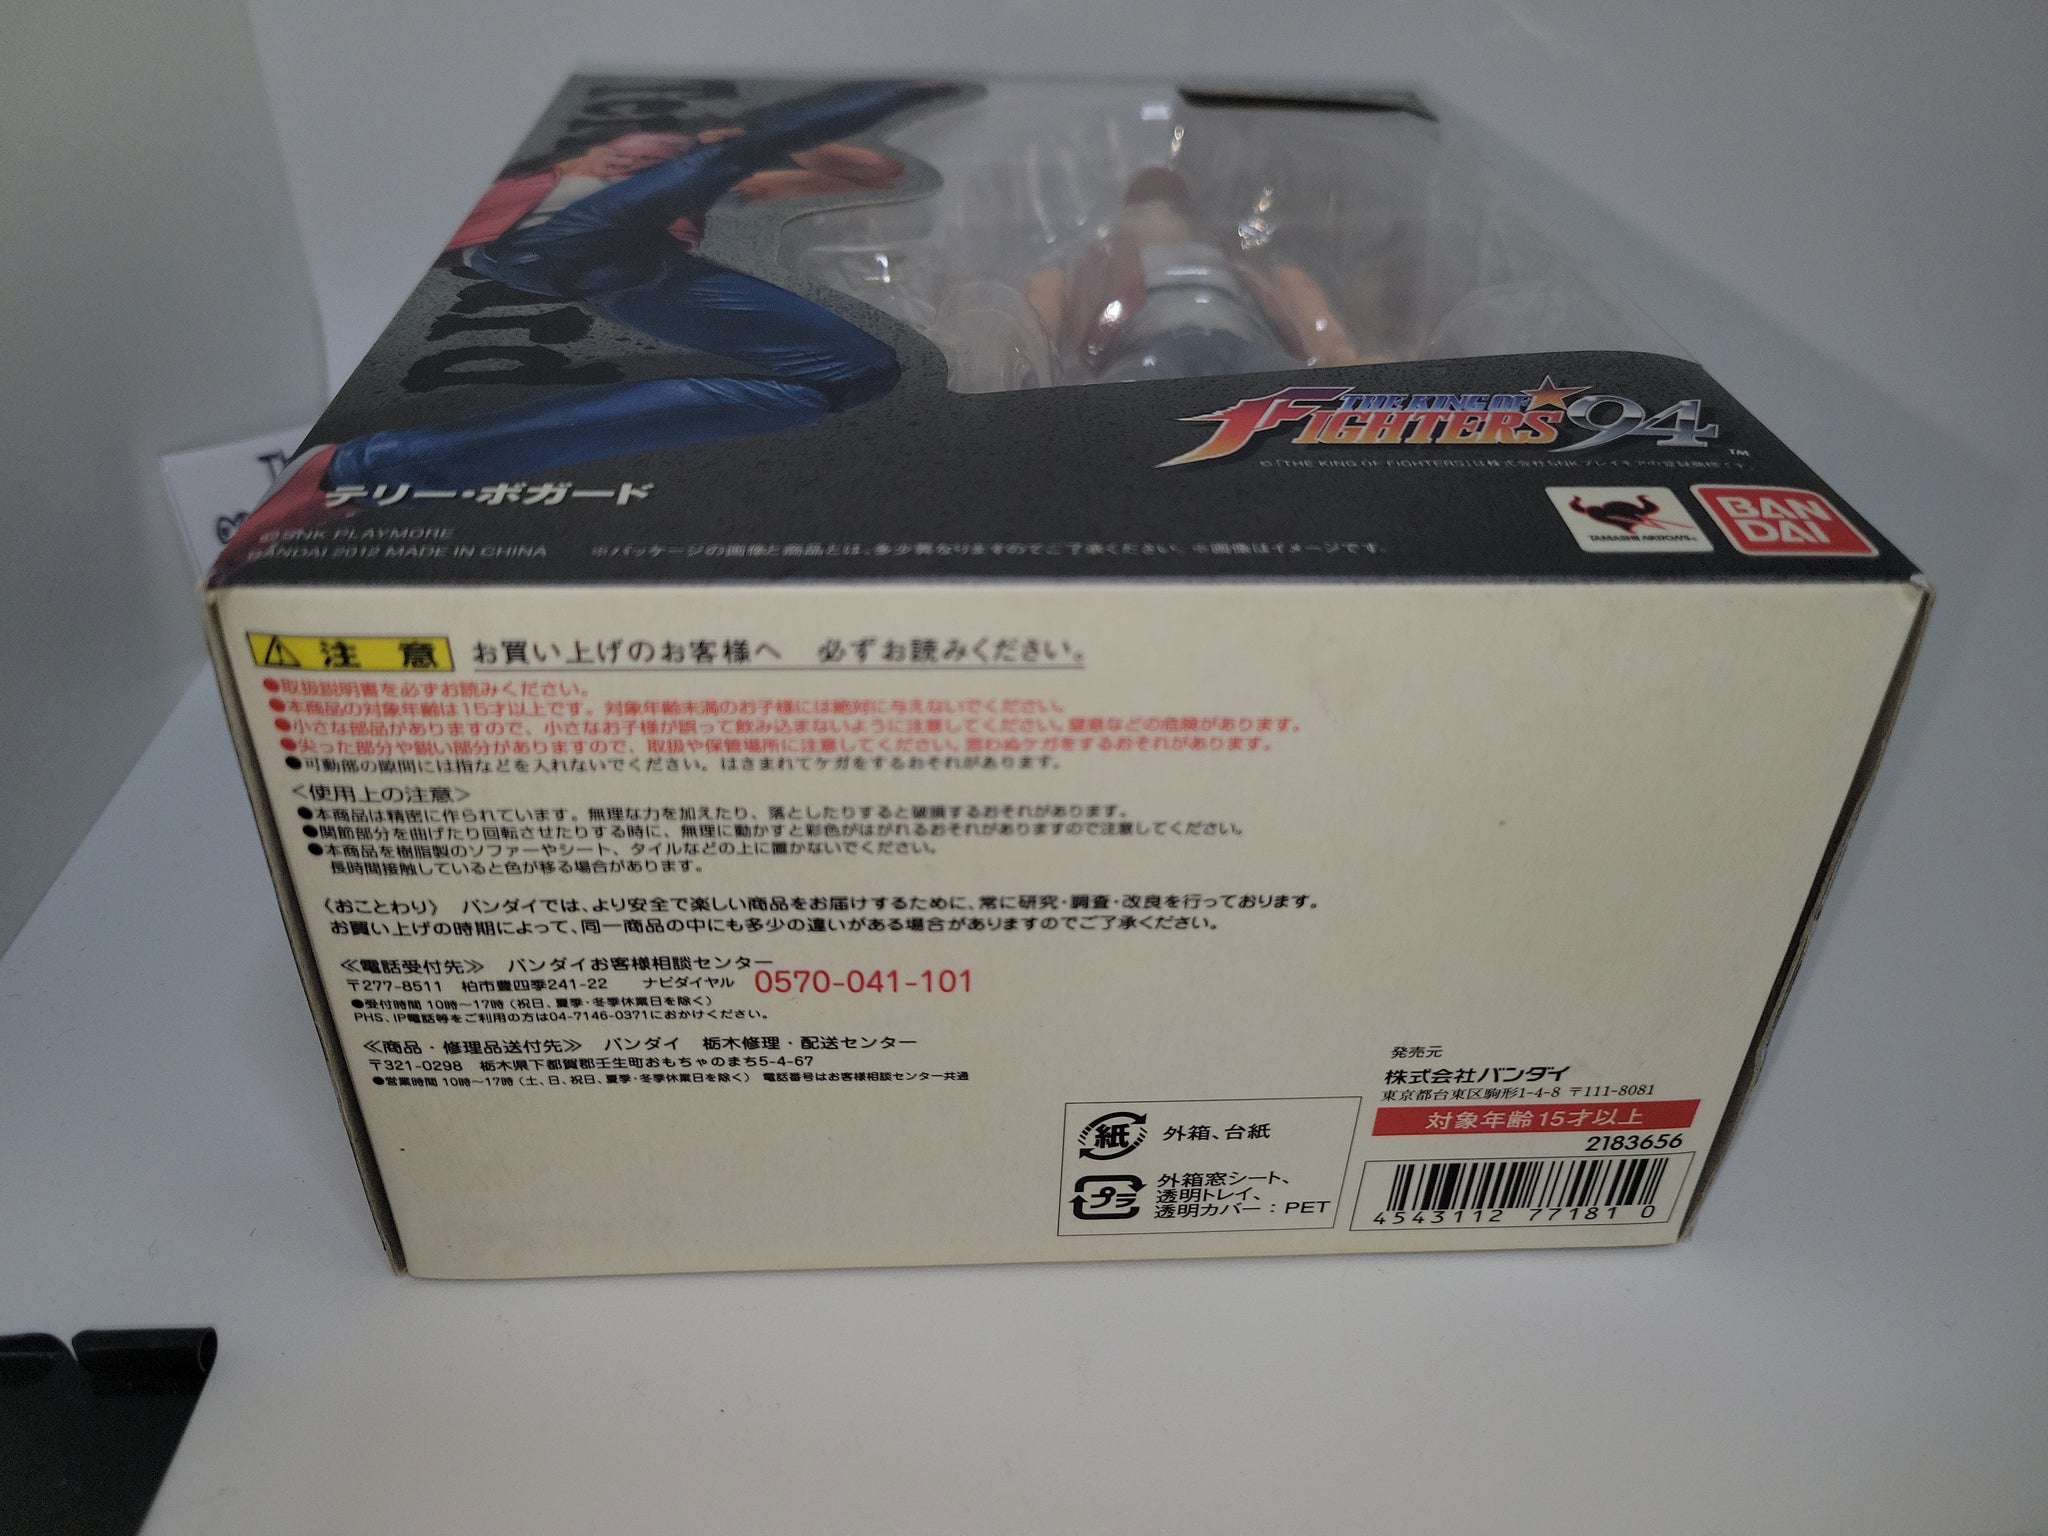 THE KING OF
FIGHTERS '94 TM
©「THE KING OF FIGHTERS」は株式会社SNKプレイモアの登録商標です。
テリー・ボガード
©SNK PLAYMORE
BANDAI 2012 MADE IN CHINA
※パッケージの画像と商品とは、多少異なりますのでご了承ください。※画像はイメージです。
TAMASHII NATIONS
BAN
DAI
注意 お買い上げのお客様へ 必ずお読みください。
●取扱説明書を必ずお読みください。
●本商品の対象年齢は15才以上です。対象年齢未満のお子様には絶対に与えないでください。
●小さな部品がありますので、小さなお子様が誤って飲み込まないように注意してください。窒息などの危険があります。
●尖った部分や鋭い部分がありますので、取扱や保管場所に注意してください。思わぬケガをするおそれがあります。
●可動部の隙間には指などを入れないでください。はさまれてケガをするおそれがあります。
<使用上の注意>
●本商品は精密に作られています。無理な力を加えたり、落としたりすると破損するおそれがあります。
●関節部分を曲げたり回転させたりする時に、無理に動かすと彩色がはがれるおそれがありますので注意してください。
●本商品を樹脂製のソファーやシート、タイルなどの上に置かないでください。
長時間接触していると色が移る場合があります。
〈おことわり〉 バンダイでは、より安全で楽しい商品をお届けするために、常に研究・調査・改良を行っております。
お買い上げの時期によって、同一商品の中にも多少の違いがある場合がありますのでご了承ください。
≪電話受付先≫ バンダイお客様相談センター
〒277-8511 柏市豊四季241-22 ナビダイヤル 0570-041-101
●受付時間 10時～17時（祝日、夏季・冬季休業日を除く）
PHS、IP電話等をご利用の方は04-7146-0371におかけください。
≪商品・修理品送付先≫ バンダイ 栃木修理・配送センター
〒321-0298 栃木県下都賀郡壬生町おもちゃのまち5-4-67
●営業時間 10時～17時（土、日、祝日、夏季・冬季休業日を除く） 電話番号はお客様相談センター共通
紙 外箱、台紙
プラ 外箱窓シート、
透明トレイ、
透明カバー：PET
発売元
株式会社バンダイ
東京都台東区駒形1-4-8 〒111-8081
対象年齢15才以上
2183656
4543112 771810